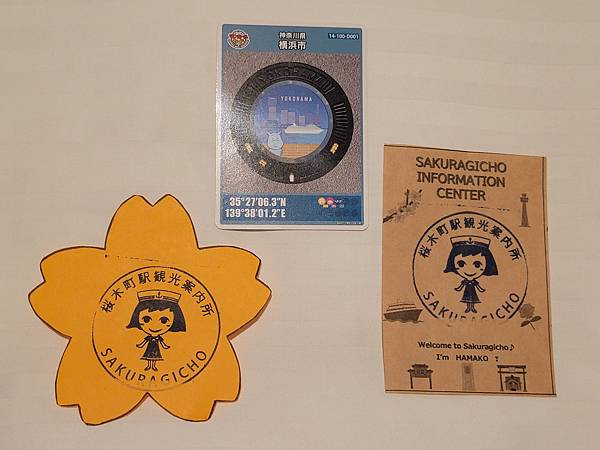 神奈川県
横浜市
14-100-D001
YOKOHAMA
35°27'06.3"N
139°38'01.2"E
桜木町駅観光案内所
SAKURAGICHO
SAKURAGICHO
INFORMATION
CENTER
桜木町駅観光案内所
SAKURAGICHO
Welcome to Sakuragicho♪
I'm HAMAKO